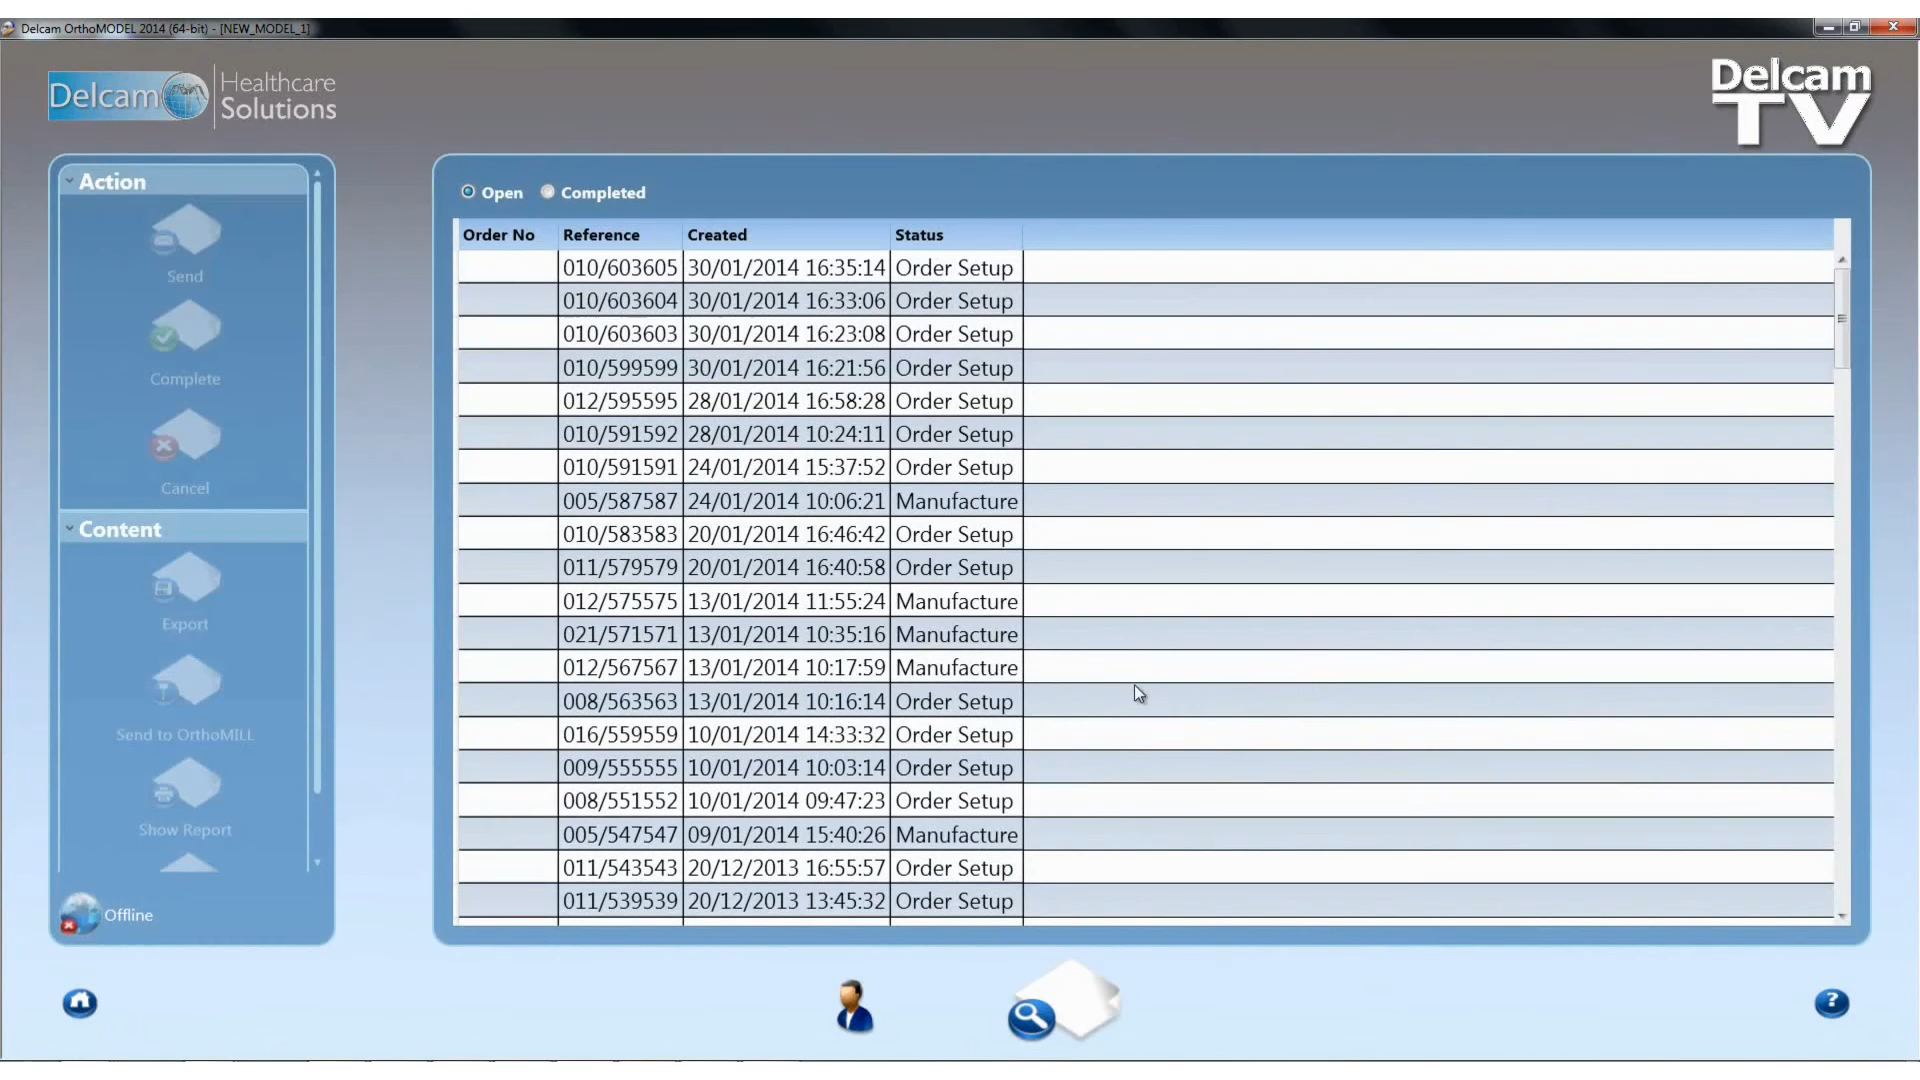 Delcam OrthoMODEL 2014 (64-bit) - [NEW_MODEL_1]
Delcam Healthcare Solutions
Delcam TV
Action
Send
Complete
Cancel
Content
Export
Send to OrthoMILL
Show Report
Offline
Open Completed
Order No Reference Created Status
010/603605 30/01/2014 16:35:14 Order Setup
010/603604 30/01/2014 16:33:06 Order Setup
010/603603 30/01/2014 16:23:08 Order Setup
010/599599 30/01/2014 16:21:56 Order Setup
012/595595 28/01/2014 16:58:28 Order Setup
010/591592 28/01/2014 10:24:11 Order Setup
010/591591 24/01/2014 15:37:52 Order Setup
005/587587 24/01/2014 10:06:21 Manufacture
010/583583 20/01/2014 16:46:42 Order Setup
011/579579 20/01/2014 16:40:58 Order Setup
012/575575 13/01/2014 11:55:24 Manufacture
021/571571 13/01/2014 10:35:16 Manufacture
012/567567 13/01/2014 10:17:59 Manufacture
008/563563 13/01/2014 10:16:14 Order Setup
016/559559 10/01/2014 14:33:32 Order Setup
009/555555 10/01/2014 10:03:14 Order Setup
008/551552 10/01/2014 09:47:23 Order Setup
005/547547 09/01/2014 15:40:26 Manufacture
011/543543 20/12/2013 16:55:57 Order Setup
011/539539 20/12/2013 13:45:32 Order Setup